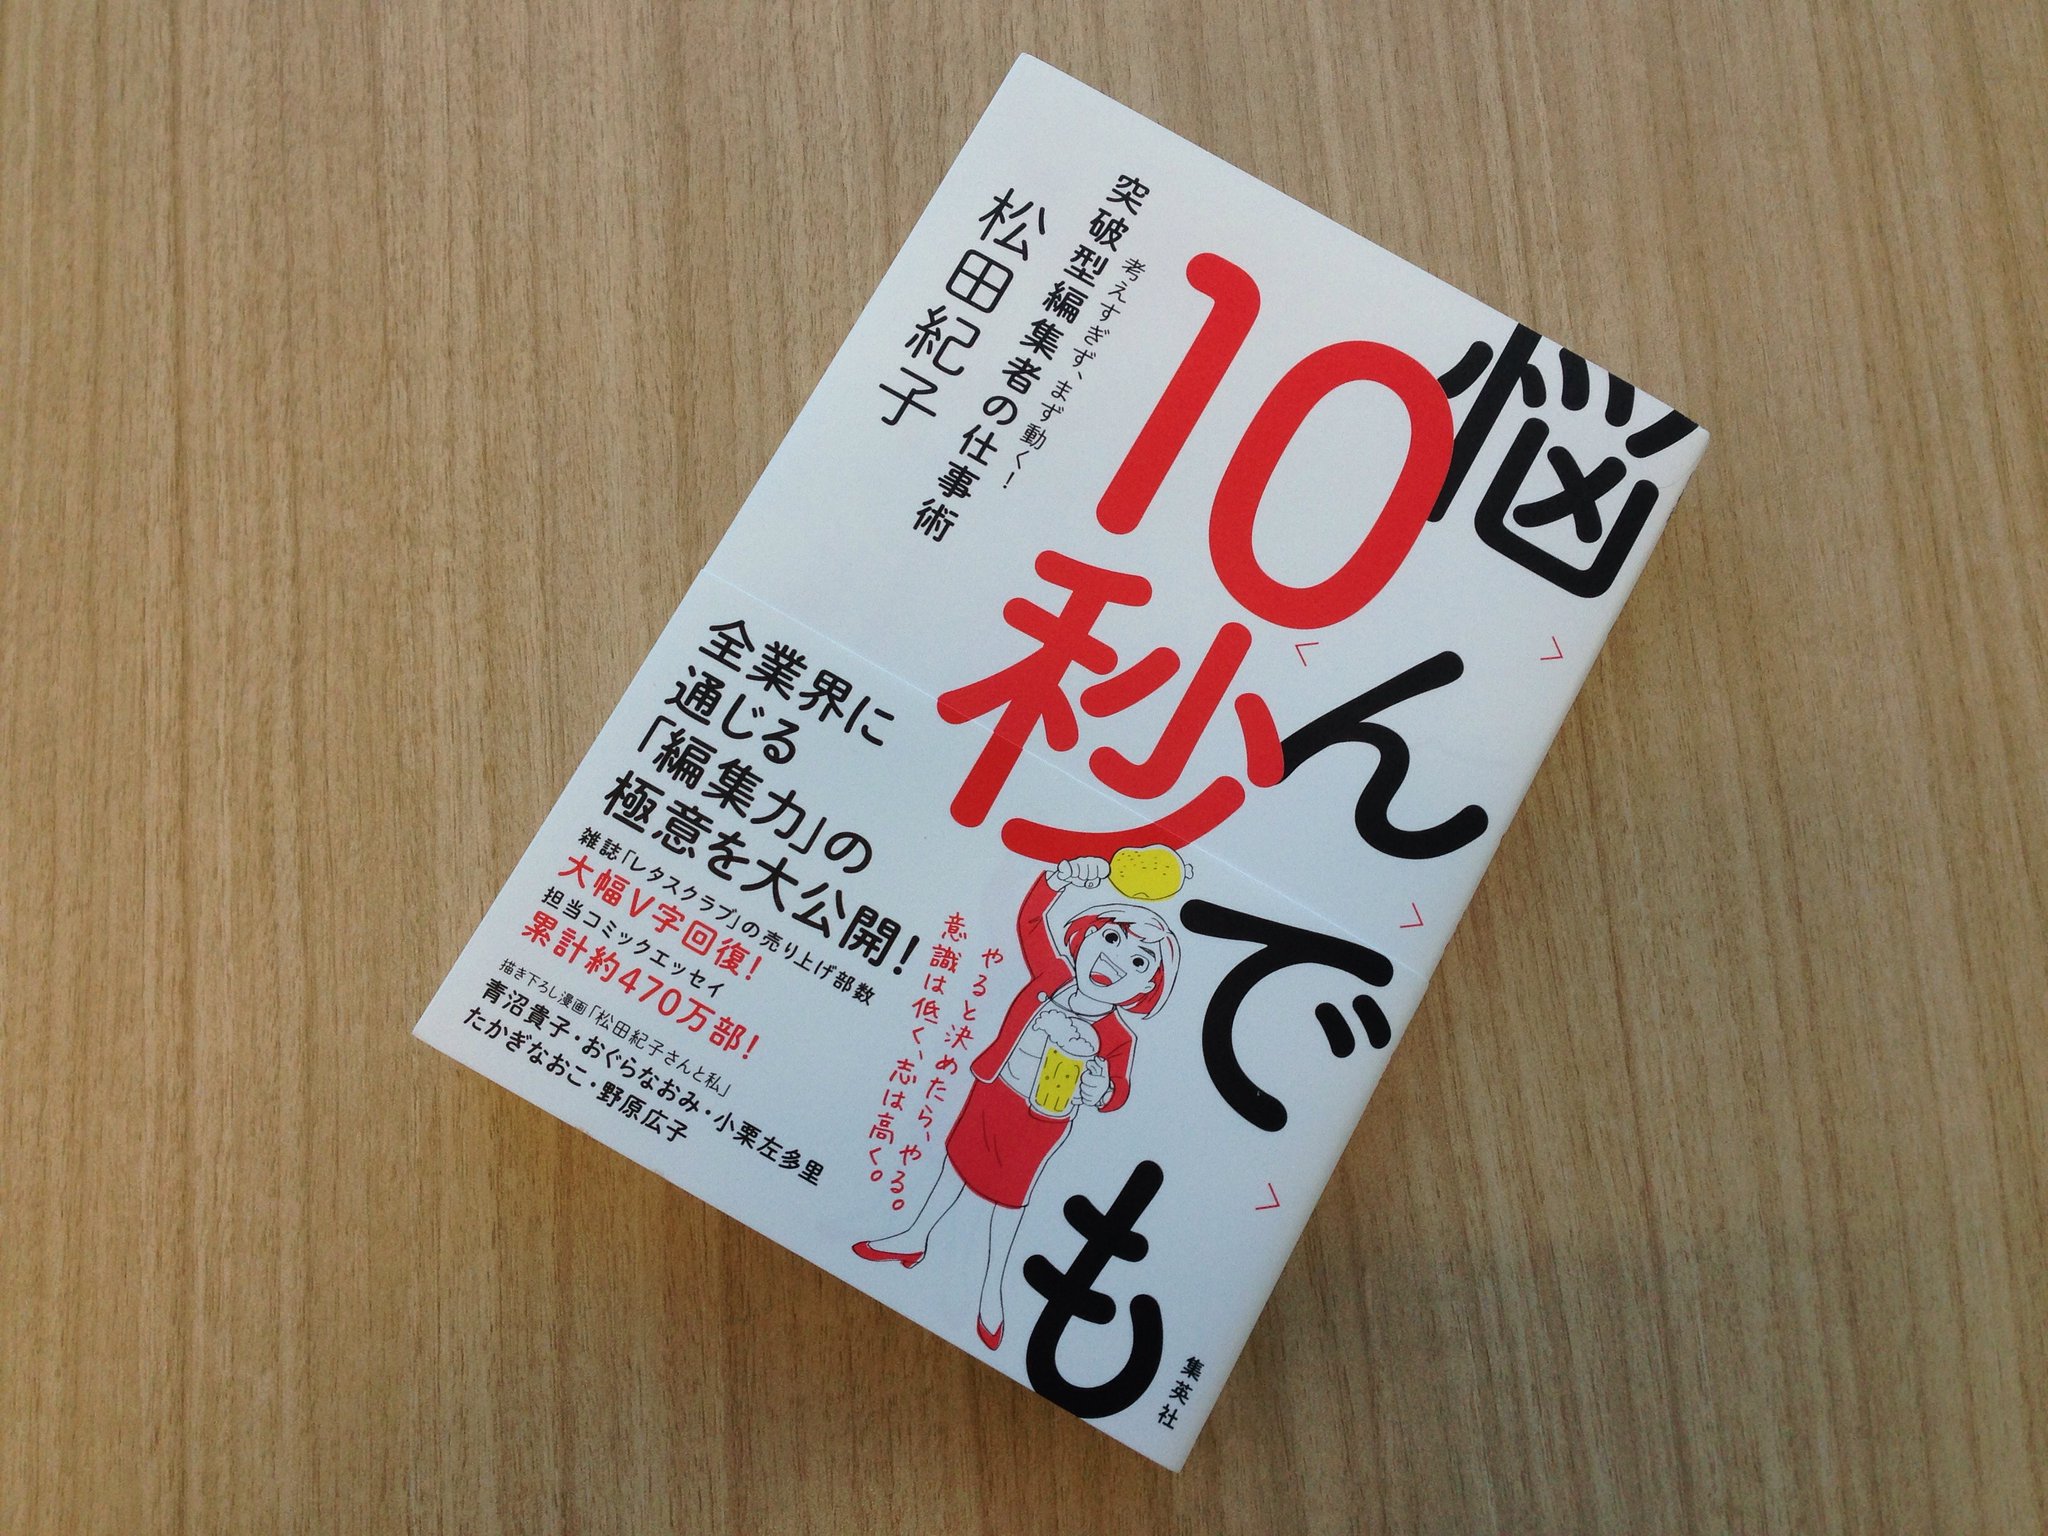 悩んでも
10秒
考えすぎず、まず動く!
突破型編集者の仕事術
松田紀子
全業界に
通じる
「編集力」の
極意を大公開!
雑誌「レタスクラブ」の売り上げ部数
大幅V字回復!
担当コミックエッセイ
累計約470万部!
描き下ろし漫画「松田紀子さんと私」
青沼貴子・おぐらなおみ・小栗左多里
たかぎなおこ・野原広子
やると決めたら、やる。
意識は低く、志は高く。
集英社